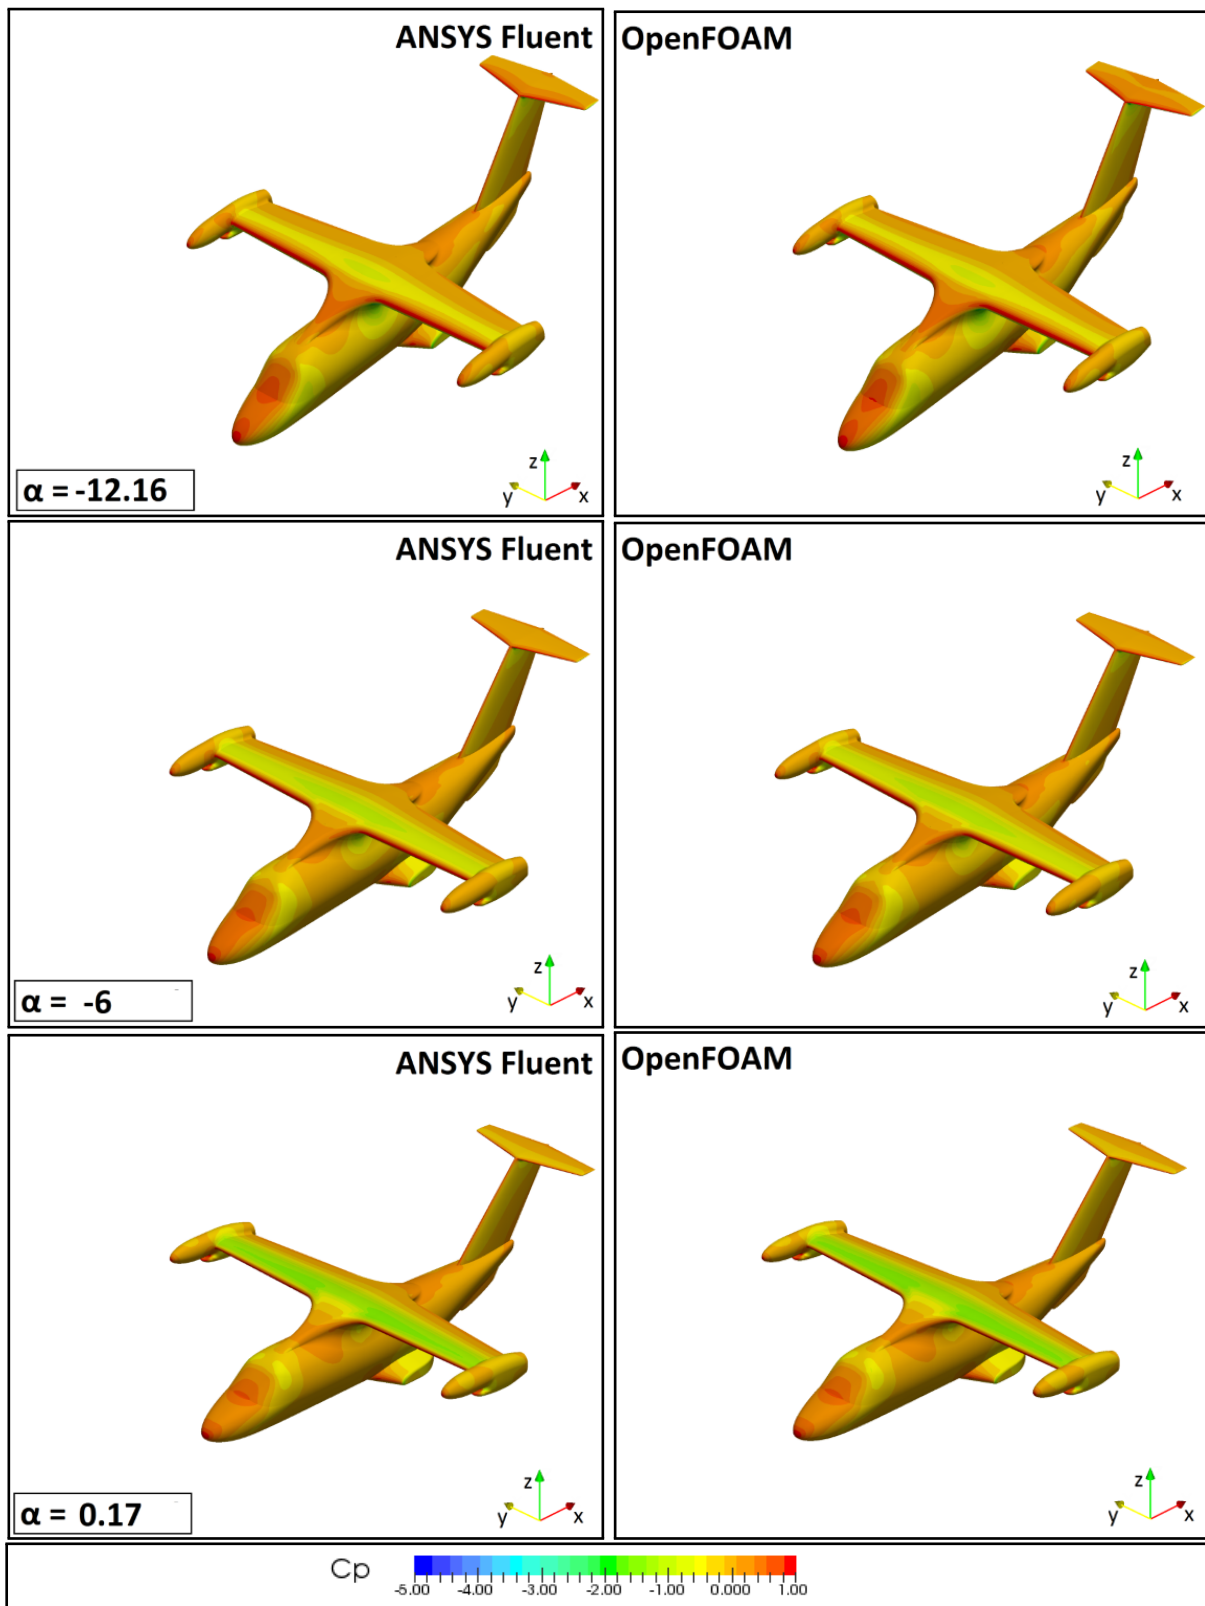 ANSYS Fluent
OpenFOAM
z
y
x
z
y
x
α = -12.16
ANSYS Fluent
OpenFOAM
z
y
x
z
y
x
α = -6
ANSYS Fluent
OpenFOAM
z
y
x
z
y
x
α = 0.17
Cp
-5.00 -4.00 -3.00 -2.00 -1.00 0.000 1.00